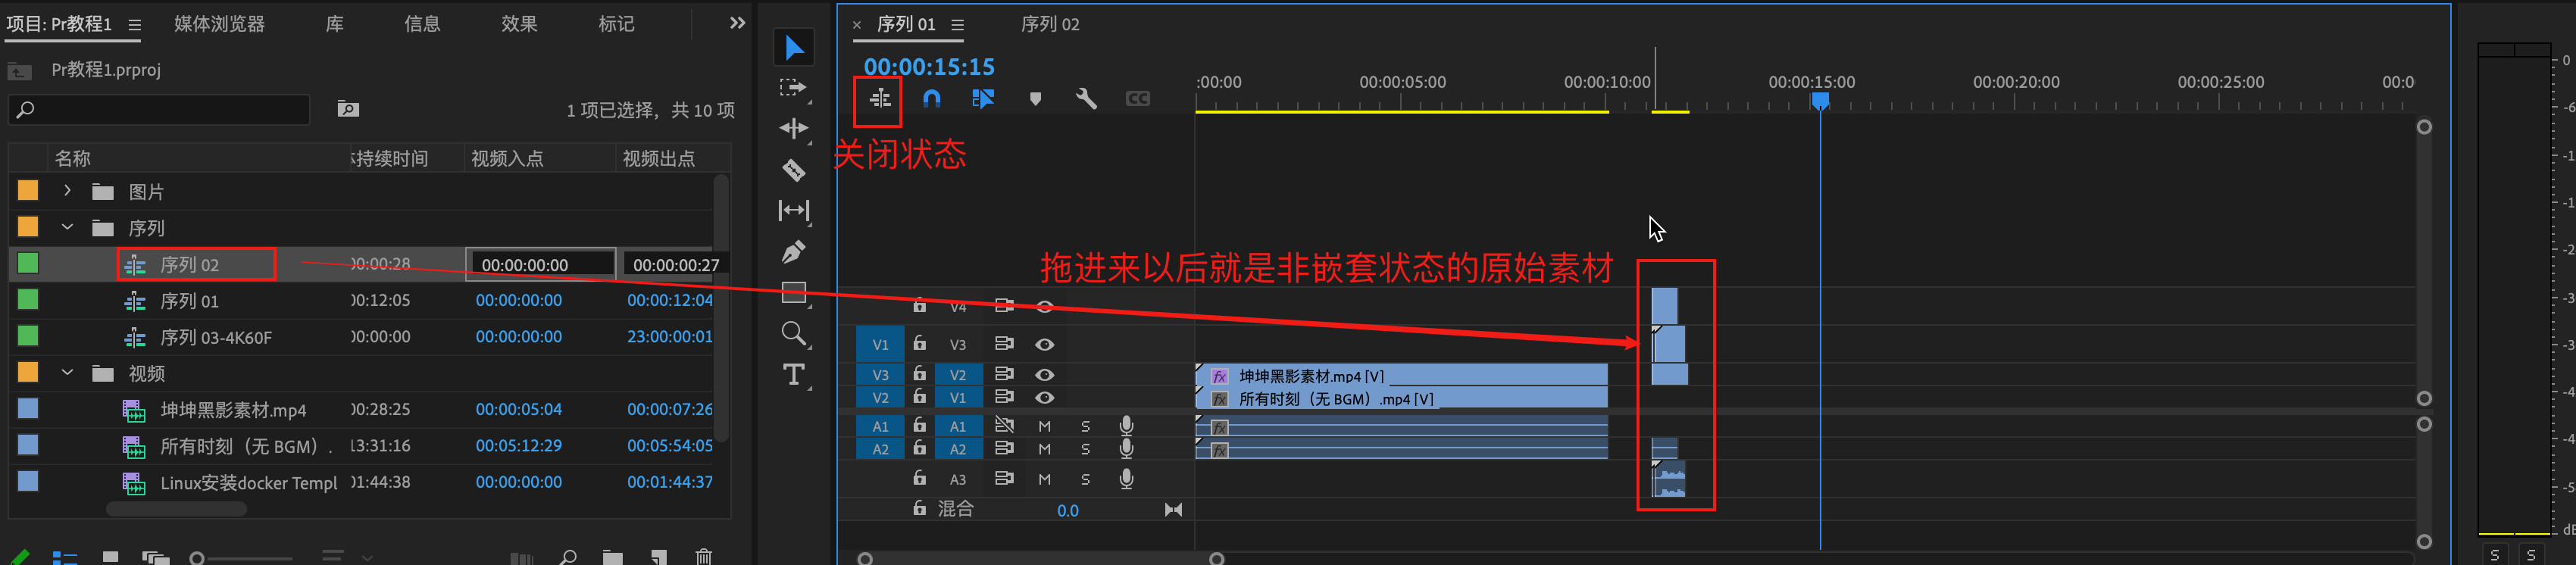 项目: Pr教程1
媒体浏览器
库
信息
效果
标记
Pr教程1.prproj
1 项已选择，共 10 项
名称
持续时间
视频入点
视频出点
图片
序列
序列 02
00:00:28
00:00:00:00
00:00:00:27
序列 01
00:12:05
00:00:00:00
00:00:12:04
序列 03-4K60F
00:00:00
00:00:00:00
23:00:00:01
视频
坤坤黑影素材.mp4
00:28:25
00:00:05:04
00:00:07:26
所有时刻（无 BGM）.
13:31:16
00:05:12:29
00:05:54:05
Linux安装docker Templ
01:44:38
00:00:00:00
00:01:44:37
序列 01
序列 02
00:00:15:15
:00:00
00:00:05:00
00:00:10:00
00:00:15:00
00:00:20:00
00:00:25:00
00:0
CC
关闭状态
拖进来以后就是非嵌套状态的原始素材
V4
V1
V3
V3
V2
fx
坤坤黑影素材.mp4 [V]
V2
V1
fx
所有时刻（无 BGM）.mp4 [V]
A1
A1
M
S
fx
A2
A2
M
S
fx
A3
M
S
混合
0.0
T
0
-6
-1
-1
-2
-3
-3
-4
-4
-5
dE
S
S